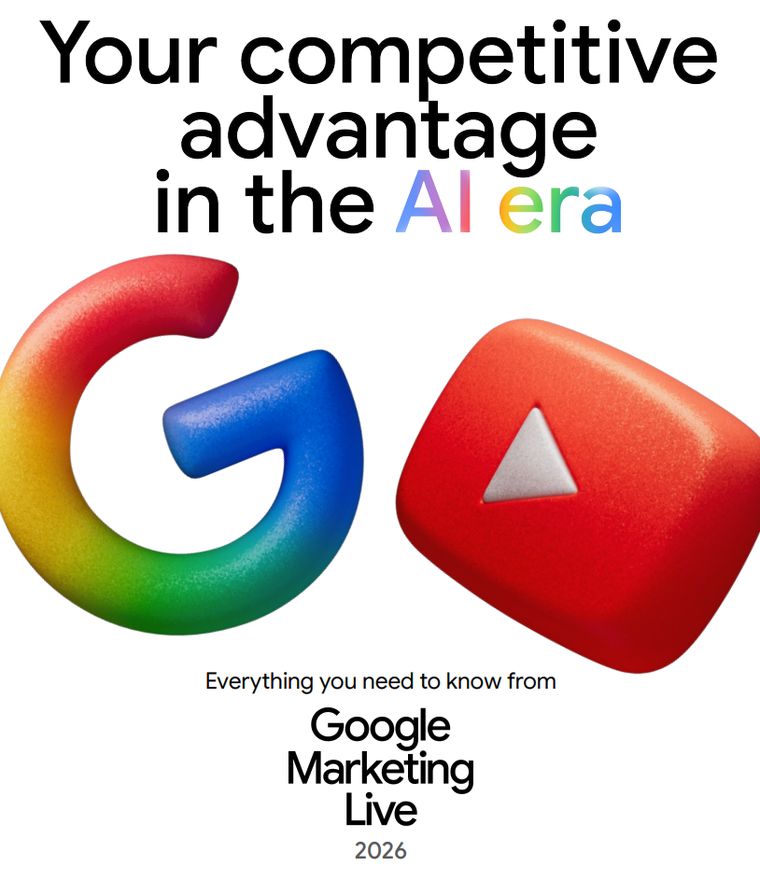 Your competitive
advantage
in the AI era
Everything you need to know from
Google
Marketing
Live
2026